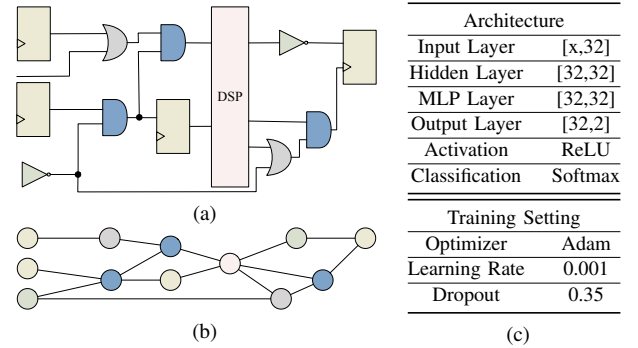 DSP
(a)
(b)
Architecture
Input Layer [x,32]
Hidden Layer [32,32]
MLP Layer [32,32]
Output Layer [32,2]
Activation ReLU
Classification Softmax
Training Setting
Optimizer Adam
Learning Rate 0.001
Dropout 0.35
(c)